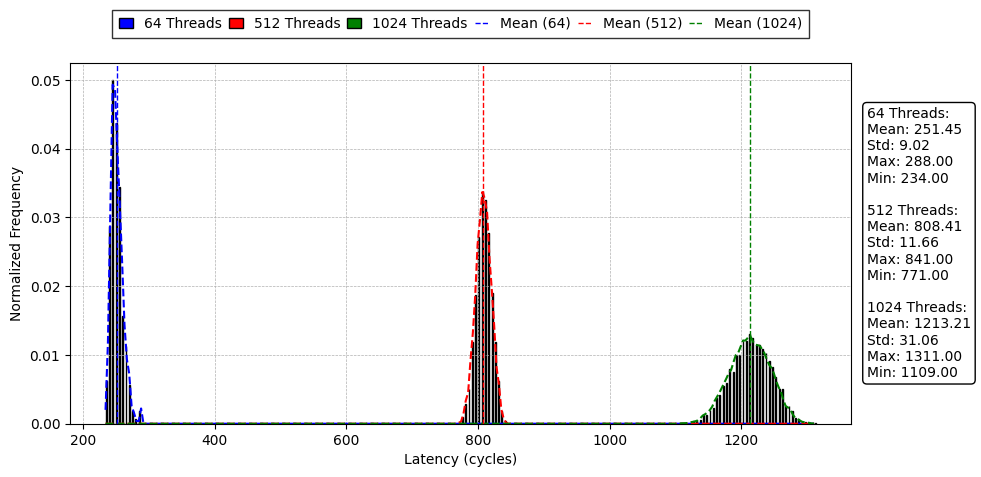 64 Threads 512 Threads 1024 Threads Mean (64) Mean (512) Mean (1024)
0.05
0.04
0.03
0.02
0.01
0.00
Normalized Frequency
200 400 600 800 1000 1200
Latency (cycles)
64 Threads:
Mean: 251.45
Std: 9.02
Max: 288.00
Min: 234.00
512 Threads:
Mean: 808.41
Std: 11.66
Max: 841.00
Min: 771.00
1024 Threads:
Mean: 1213.21
Std: 31.06
Max: 1311.00
Min: 1109.00